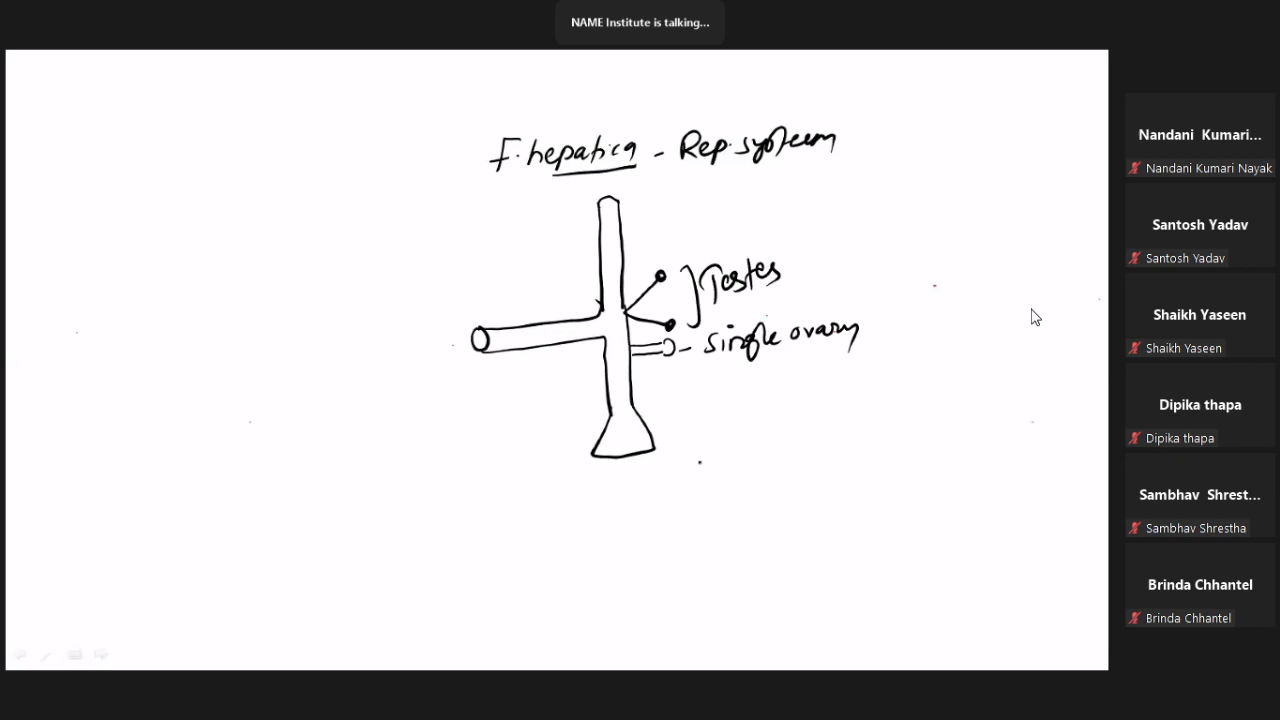 NAME Institute is talking...
F. hepatica - Rep. system
Testes
- single ovary
Nandani Kumari...
Nandani Kumari Nayak
Santosh Yadav
Santosh Yadav
Shaikh Yaseen
Shaikh Yaseen
Dipika thapa
Dipika thapa
Sambhav Shrest...
Sambhav Shrestha
Brinda Chhantel
Brinda Chhantel